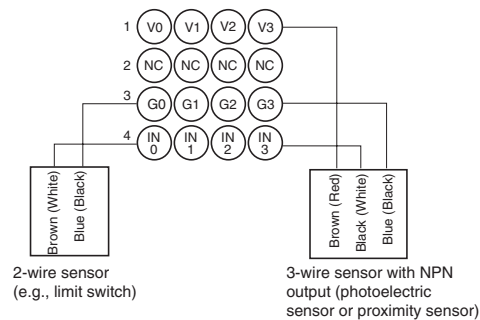 1 V0 V1 V2 V3
2 NC NC NC NC
3 G0 G1 G2 G3
4 IN 0 IN 1 IN 2 IN 3
Brown (White)
Blue (Black)
Brown (Red)
Black (White)
Blue (Black)
2-wire sensor
(e.g., limit switch)
3-wire sensor with NPN
output (photoelectric
sensor or proximity sensor)